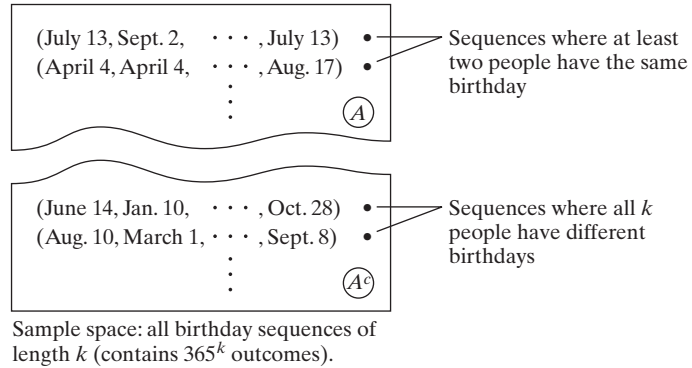 (July 13, Sept. 2, · · · , July 13)
(April 4, April 4, · · · , Aug. 17)
Sequences where at least
two people have the same
birthday
A
(June 14, Jan. 10, · · · , Oct. 28)
(Aug. 10, March 1, · · · , Sept. 8)
Sequences where all k
people have different
birthdays
Aᶜ
Sample space: all birthday sequences of
length k (contains 365ᵏ outcomes).